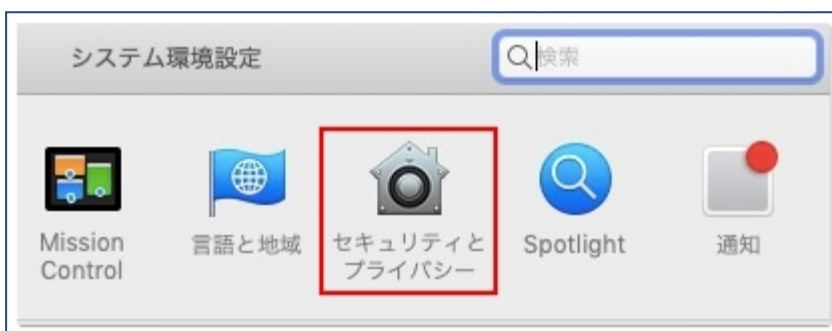 システム環境設定
検索
Mission
Control
言語と地域
セキュリティと
プライバシー
Spotlight
通知